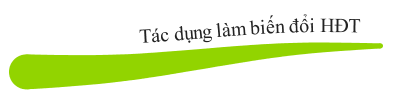 Tác dụng làm biến đổi HĐT